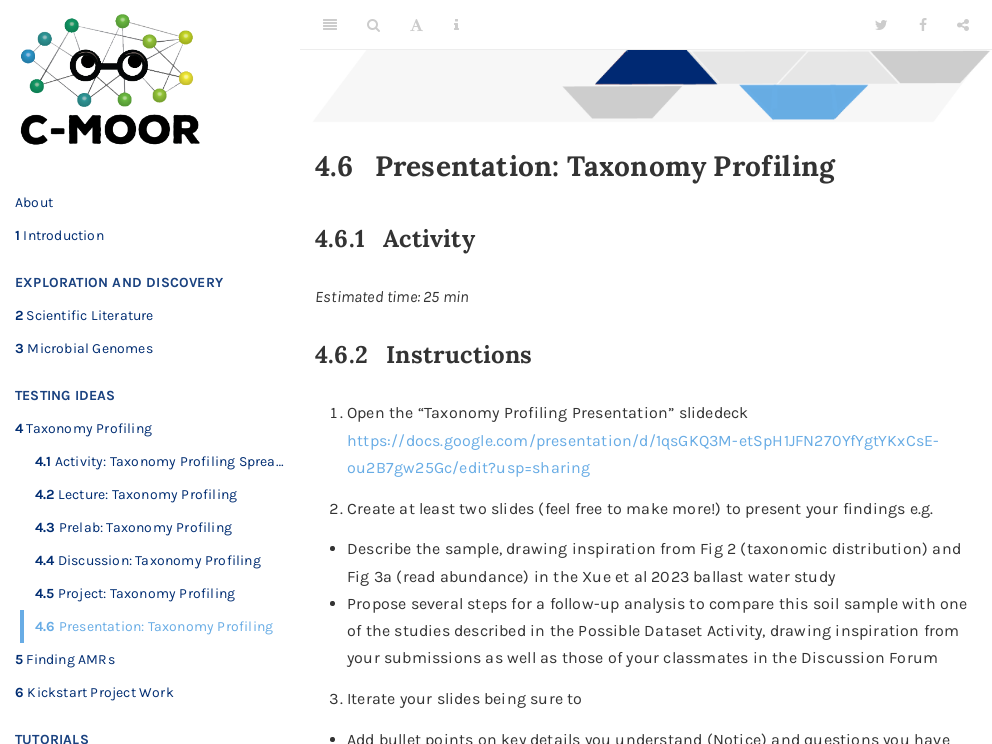 C-MOOR
About
1 Introduction
EXPLORATION AND DISCOVERY
2 Scientific Literature
3 Microbial Genomes
TESTING IDEAS
4 Taxonomy Profiling
4.1 Activity: Taxonomy Profiling Sprea…
4.2 Lecture: Taxonomy Profiling
4.3 Prelab: Taxonomy Profiling
4.4 Discussion: Taxonomy Profiling
4.5 Project: Taxonomy Profiling
4.6 Presentation: Taxonomy Profiling
5 Finding AMRs
6 Kickstart Project Work
TUTORIALS
4.6 Presentation: Taxonomy Profiling
4.6.1 Activity
Estimated time: 25 min
4.6.2 Instructions
1. Open the “Taxonomy Profiling Presentation” slidedeck
https://docs.google.com/presentation/d/1qsGKQ3M-etSpH1JFN270YfYgtYKxCsE-
ou2B7gw25Gc/edit?usp=sharing
2. Create at least two slides (feel free to make more!) to present your findings e.g.
• Describe the sample, drawing inspiration from Fig 2 (taxonomic distribution) and
Fig 3a (read abundance) in the Xue et al 2023 ballast water study
• Propose several steps for a follow-up analysis to compare this soil sample with one
of the studies described in the Possible Dataset Activity, drawing inspiration from
your submissions as well as those of your classmates in the Discussion Forum
3. Iterate your slides being sure to
• Add bullet points on key details you understand (Notice) and questions you have